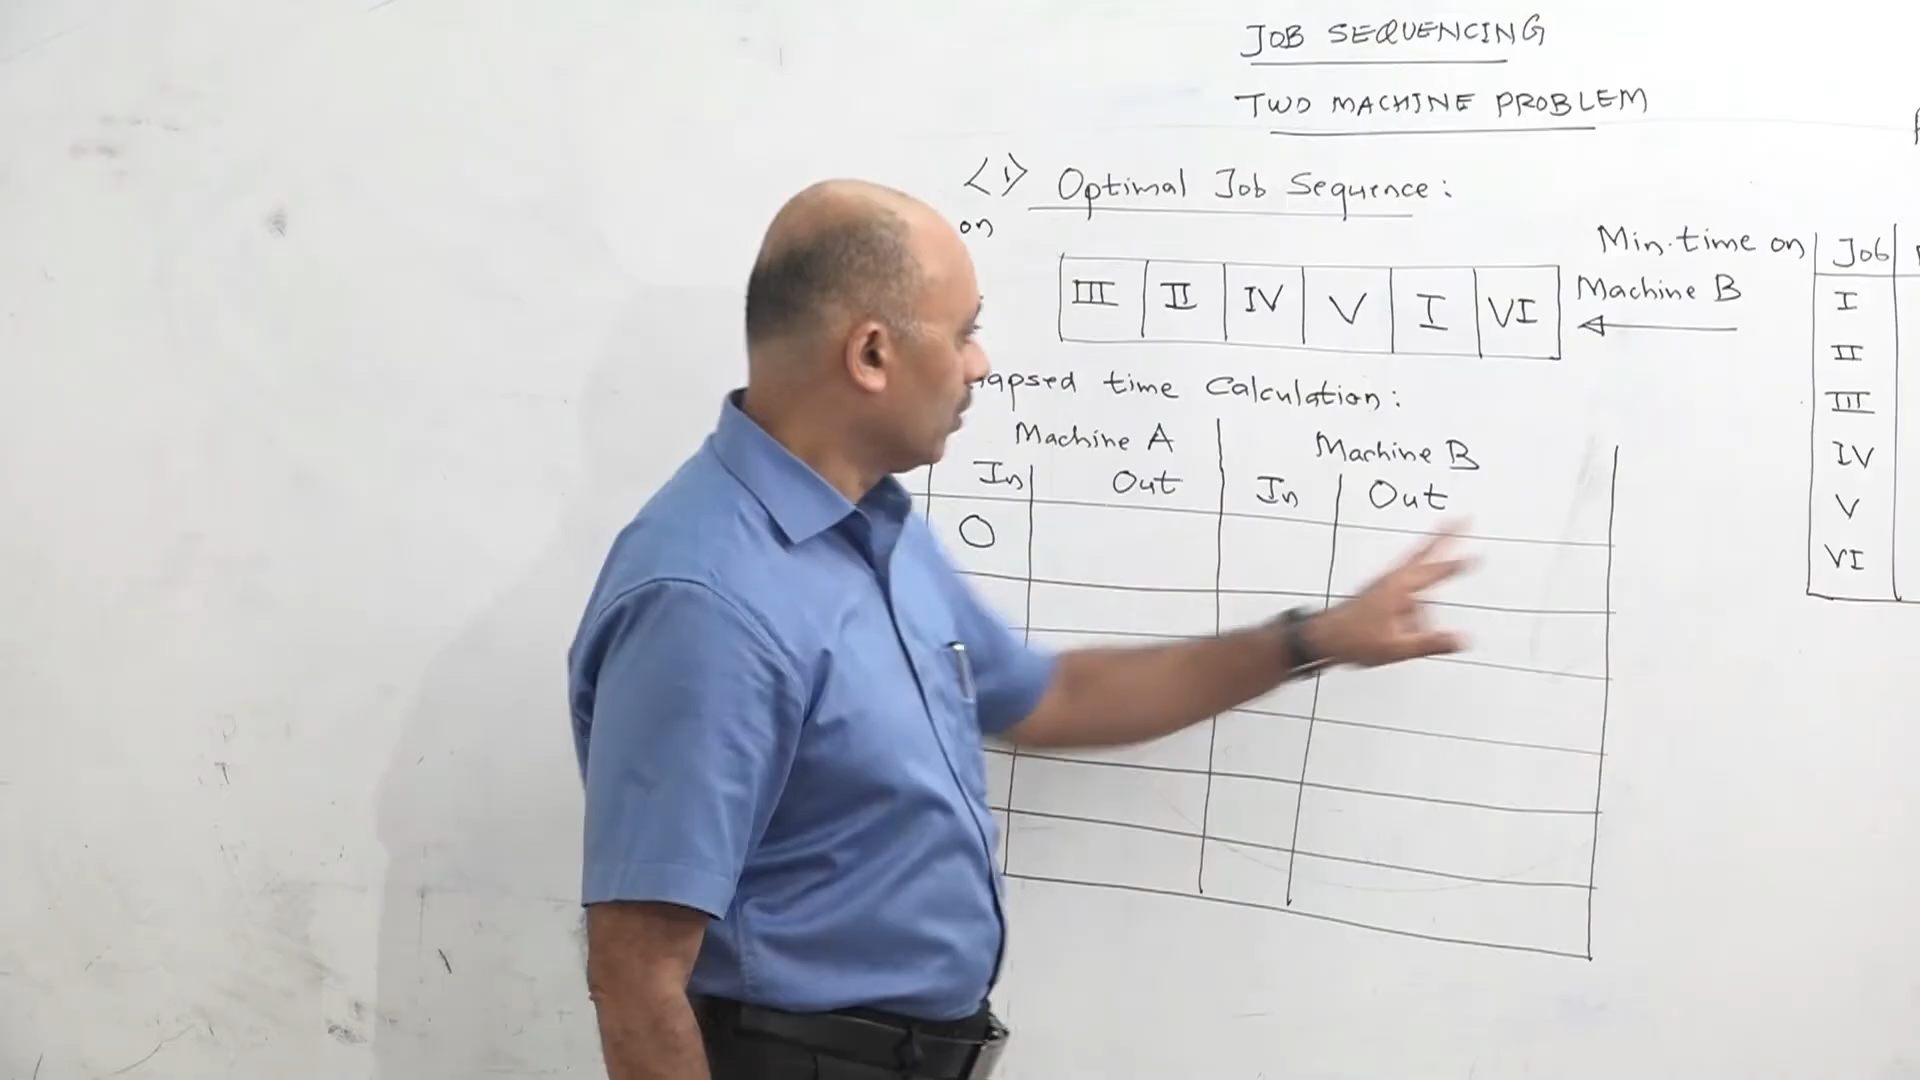 JOB SEQUENCING
TWO MACHINE PROBLEM
<1> Optimal Job Sequence:
on
III II IV V I VI
Min. time on
Machine B
apsed time Calculation:
Machine A Machine B
In Out In Out
O
Job
I
II
III
IV
V
VI